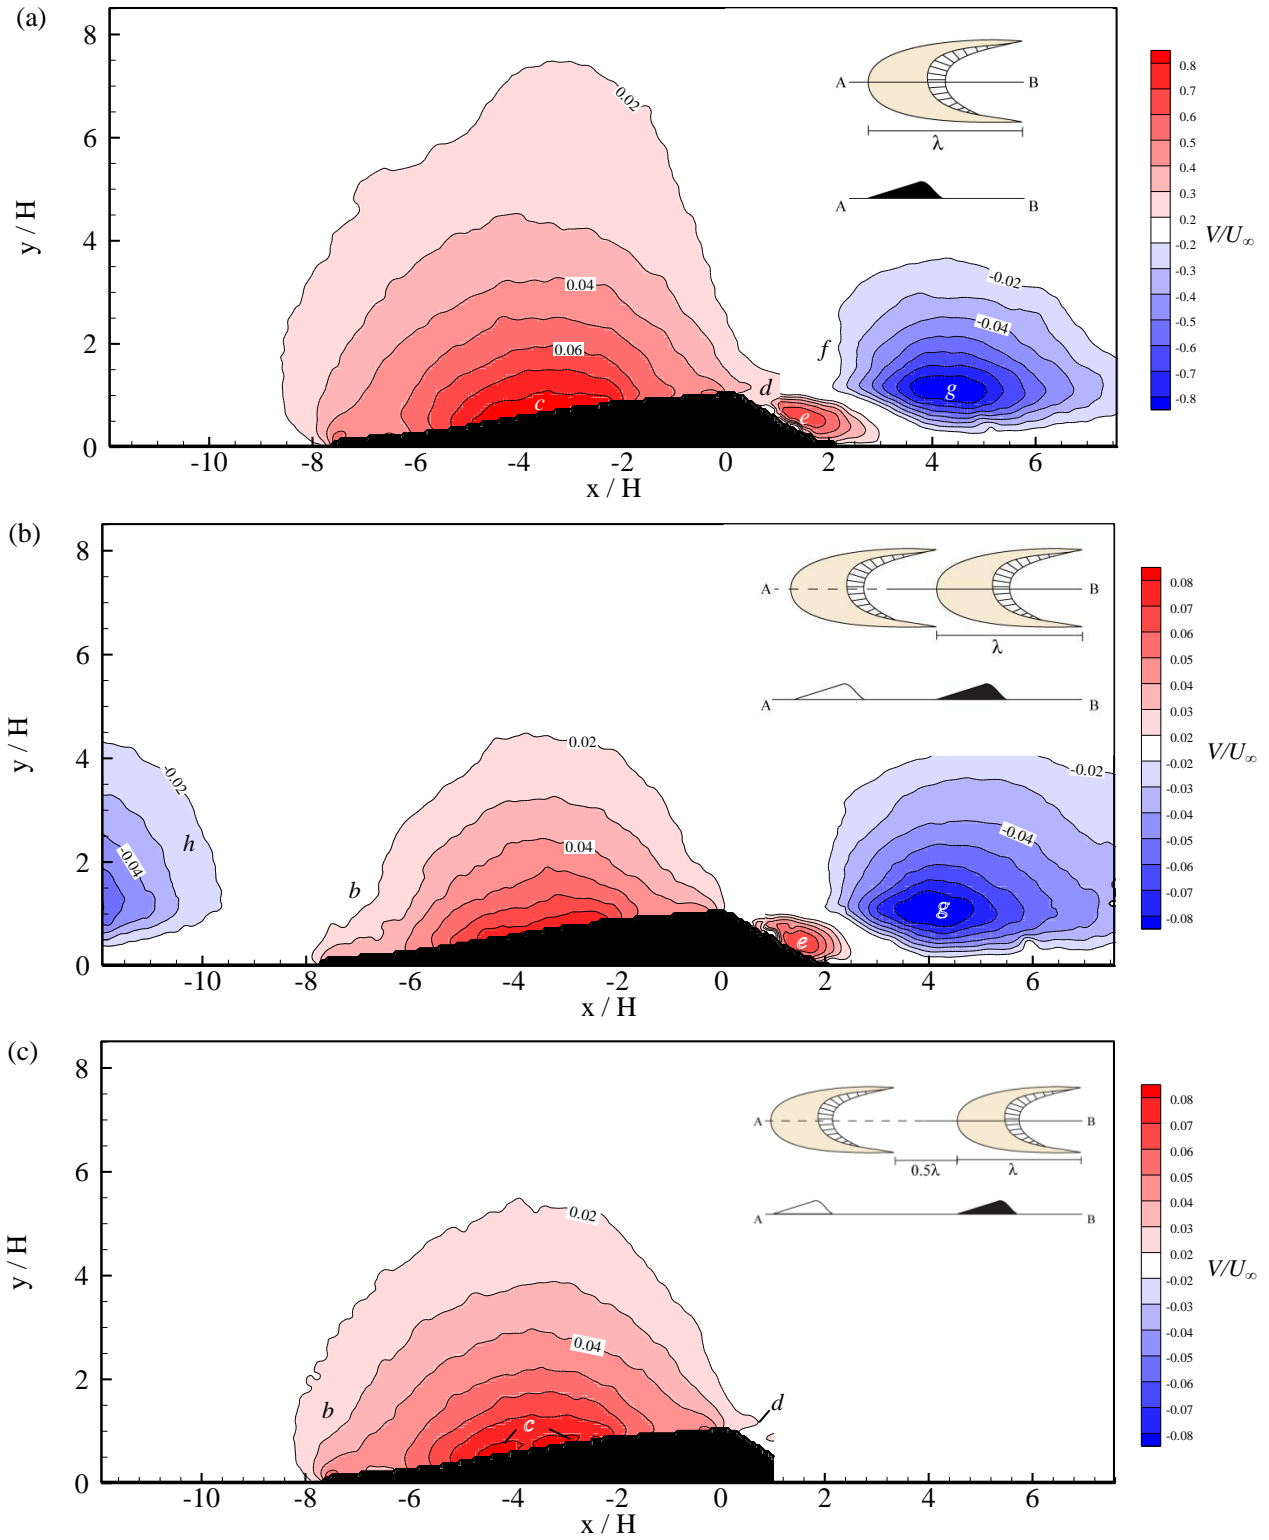 (a)
8
6
4
2
0
y / H
-10
-8
-6
-4
-2
0
2
4
6
x / H
0.02
0.04
0.06
-0.02
-0.04
c
d
e
f
g
A
B
λ
A
B
0.8
0.7
0.6
0.5
0.4
0.3
0.2
-0.2
-0.3
-0.4
-0.5
-0.6
-0.7
-0.8
V/U∞
(b)
8
6
4
2
0
y / H
-10
-8
-6
-4
-2
0
2
4
6
x / H
-0.02
-0.04
h
b
0.02
0.04
e
g
-0.02
-0.04
A
B
λ
A
B
0.08
0.07
0.06
0.05
0.04
0.03
0.02
-0.02
-0.03
-0.04
-0.05
-0.06
-0.07
-0.08
V/U∞
(c)
8
6
4
2
0
y / H
-10
-8
-6
-4
-2
0
2
4
6
x / H
0.02
0.04
b
c
d
A
B
0.5λ
λ
A
B
0.08
0.07
0.06
0.05
0.04
0.03
0.02
-0.02
-0.03
-0.04
-0.05
-0.06
-0.07
-0.08
V/U∞